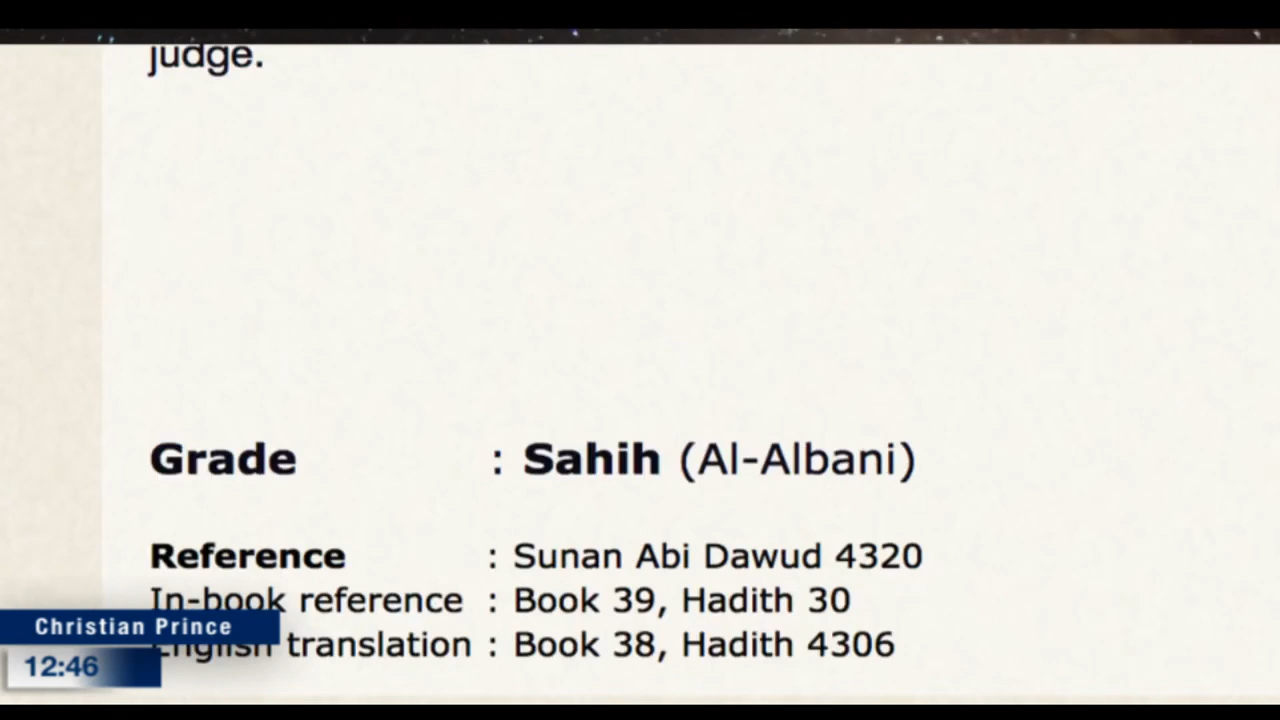 judge.
Grade : Sahih (Al-Albani)
Reference : Sunan Abi Dawud 4320
In-book reference : Book 39, Hadith 30
English translation : Book 38, Hadith 4306
Christian Prince
12:46